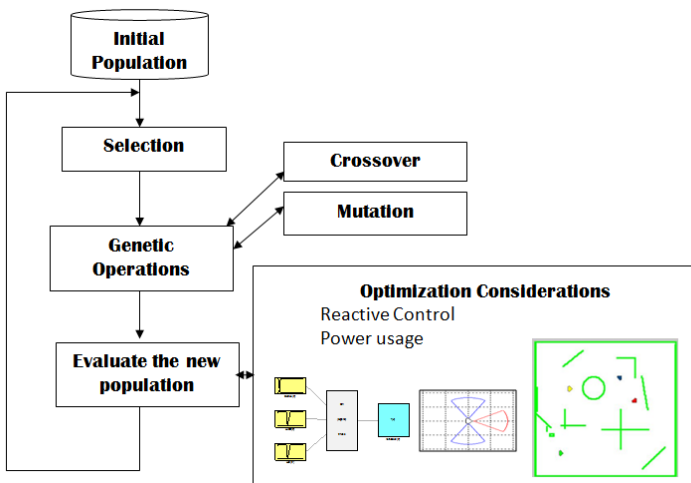 Initial
Population
Selection
Crossover
Mutation
Genetic
Operations
Optimization Considerations
Reactive Control
Power usage
Evaluate the new
population